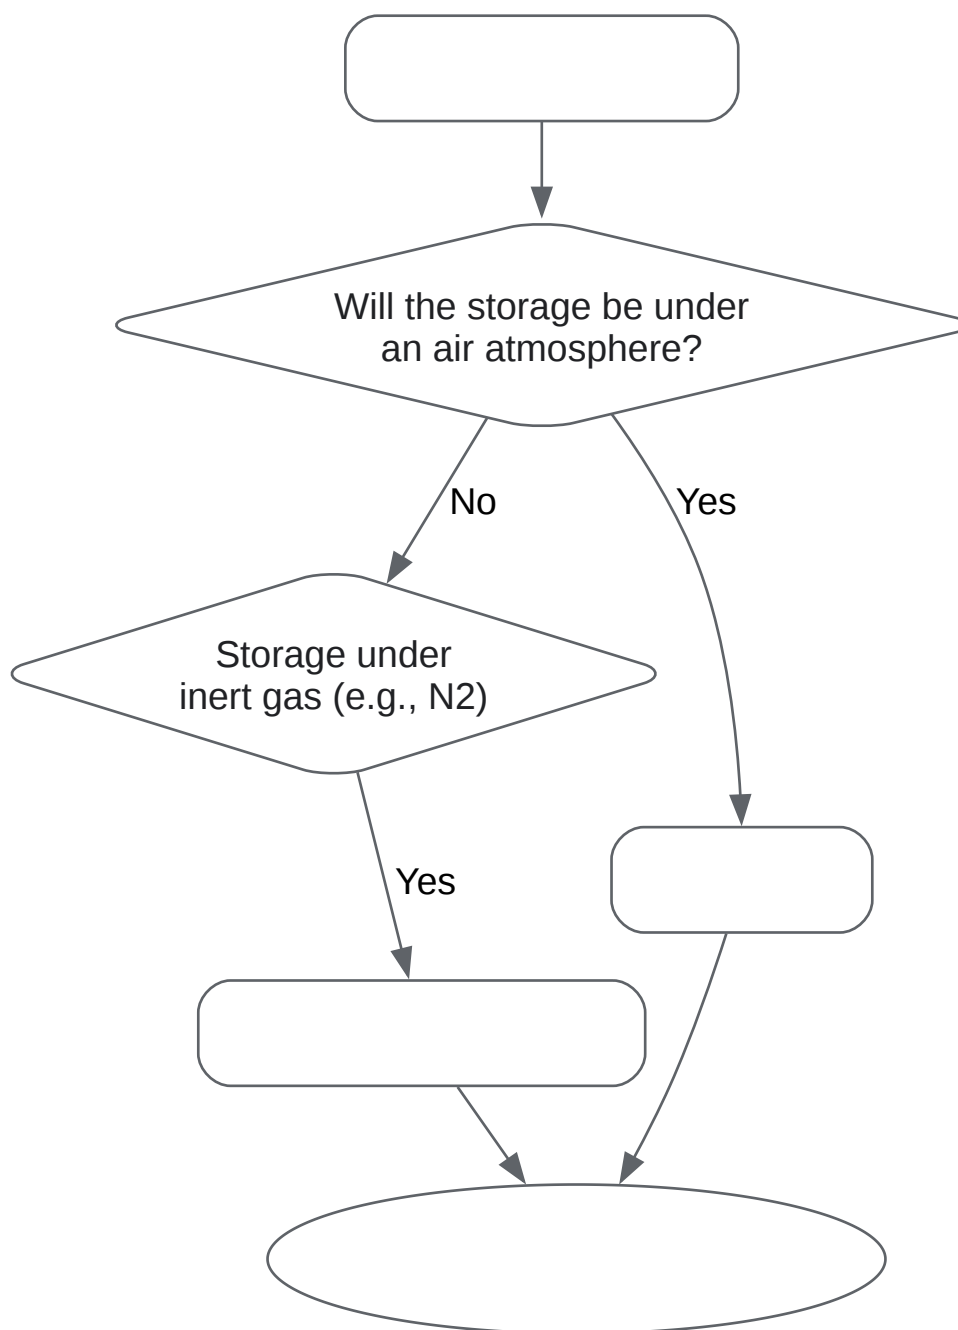 Will the storage be under
an air atmosphere?
No
Yes
Storage under
inert gas (e.g., N2)
Yes